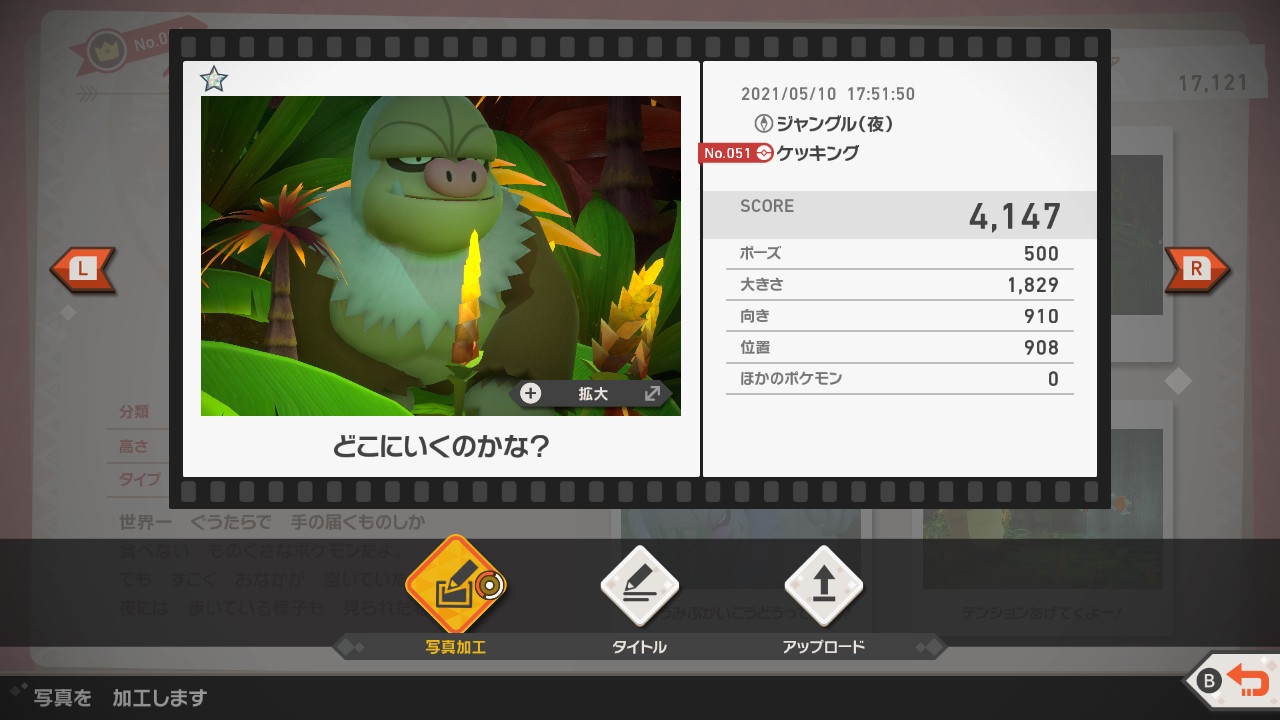 No.0
17,121
2021/05/10 17:51:50
ジャングル(夜)
No.051 ケッキング
SCORE 4,147
ポーズ 500
大きさ 1,829
向き 910
位置 908
ほかのポケモン 0
拡大
どこにいくのかな?
L
R
分類
高さ
タイプ
世界一 ぐうたらで 手の届くものしか
食べない ものぐさなポケモンだよ。
でも すごく おなかが 空いていた
夜には 歩いている様子も 見られた
テンションあげてくよー!
写真加工
タイトル
アップロード
写真を 加工します
B